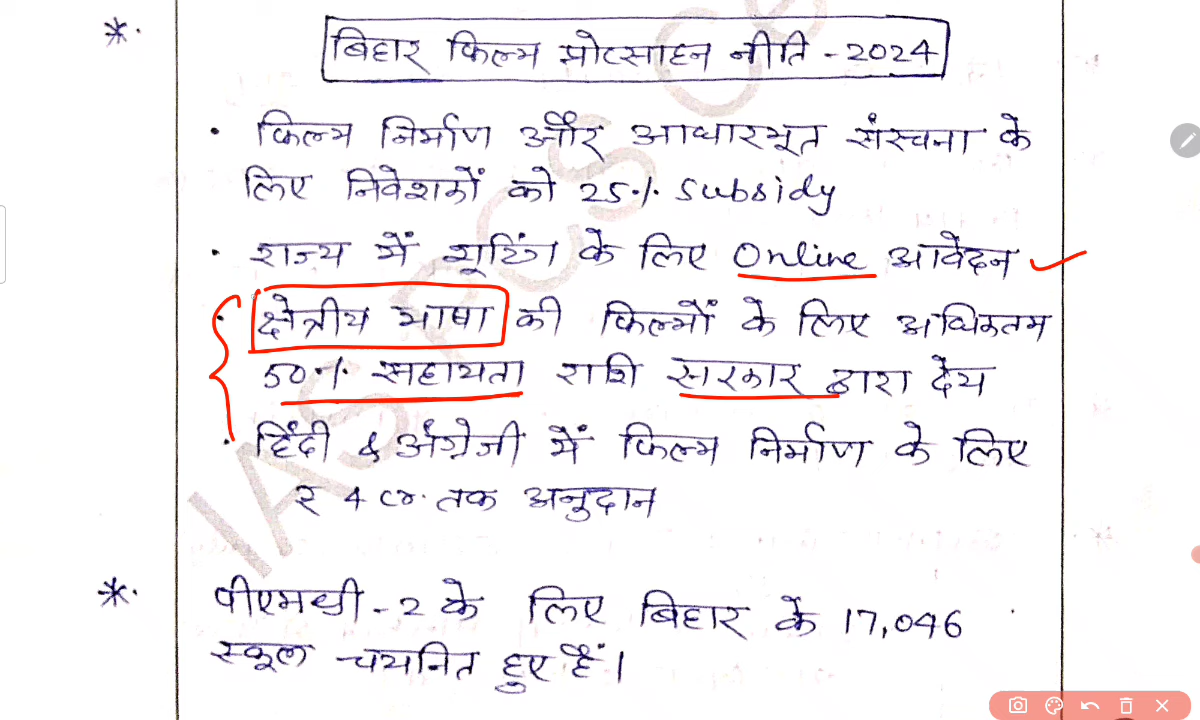 *. बिहार फिल्म प्रोत्साहन नीति - 2024
• फिल्म निर्माण और आधारभूत संरचना के
लिए निवेशकों को 25% Subsidy
• राज्य में शूटिंग के लिए Online आवेदन ✓
• क्षेत्रीय भाषा की फिल्मों के लिए अधिकतम
50% सहायता राशि सरकार द्वारा देय
• हिंदी & अंग्रेजी में फिल्म निर्माण के लिए
₹ 4 cr. तक अनुदान
*. पीएमश्री - 2 के लिए बिहार के 17,046
स्कूल चयनित हुए हैं।